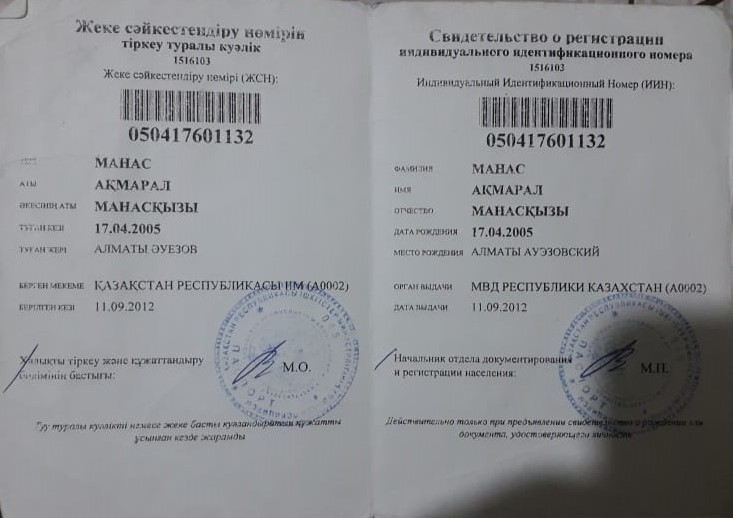 Жеке сәйкестендіру нөмірін
тіркеу туралы куәлік
1516103
Жеке сәйкестендіру нөмірі (ЖСН):
050417601132
МАНАС
АТЫ АҚМАРАЛ
ӘКЕСІНІҢ АТЫ МАНАСҚЫЗЫ
ТУҒАН КЕЗІ 17.04.2005
ТУҒАН ЖЕРІ АЛМАТЫ ӘУЕЗОВ
БЕРГЕН МЕКЕМЕ ҚАЗАҚСТАН РЕСПУБЛИКАСЫ ІІМ (А0002)
БЕРІЛГЕН КЕЗІ 11.09.2012
Халықты тіркеу және құжаттандыру
бөлімінің бастығы:
М.О.
Туу туралы куәлікті немесе жеке басты куәландыратын құжатты
ұсынған кезде жарамды
Свидетельство о регистрации
индивидуального идентификационного номера
1516103
Индивидуальный Идентификационный Номер (ИИН):
050417601132
ФАМИЛИЯ МАНАС
ИМЯ АҚМАРАЛ
ОТЧЕСТВО МАНАСҚЫЗЫ
ДАТА РОЖДЕНИЯ 17.04.2005
МЕСТО РОЖДЕНИЯ АЛМАТЫ АУЭЗОВСКИЙ
ОРГАН ВЫДАЧИ МВД РЕСПУБЛИКИ КАЗАХСТАН (А0002)
ДАТА ВЫДАЧИ 11.09.2012
Начальник отдела документирования
и регистрации населения:
М.П.
Действительно только при предъявлении свидетельства о рождении или
документа, удостоверяющего личность